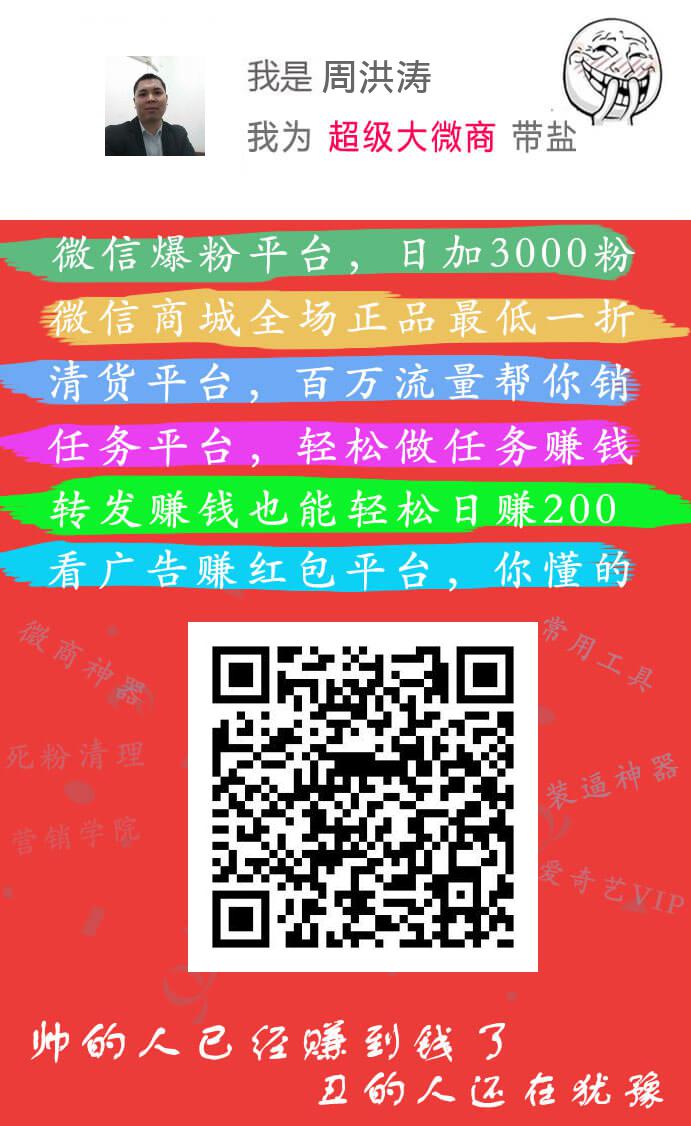 我是 周洪涛
我为 超级大微商 带盐
微信爆粉平台，日加3000粉
微信商城全场正品最低一折
清货平台，百万流量帮你销
任务平台，轻松做任务赚钱
转发赚钱也能轻松日赚200
看广告赚红包平台，你懂的
微商神器
常用工具
死粉清理
装逼神器
营销学院
爱奇艺VIP
帅的人已经赚到钱了
丑的人还在犹豫